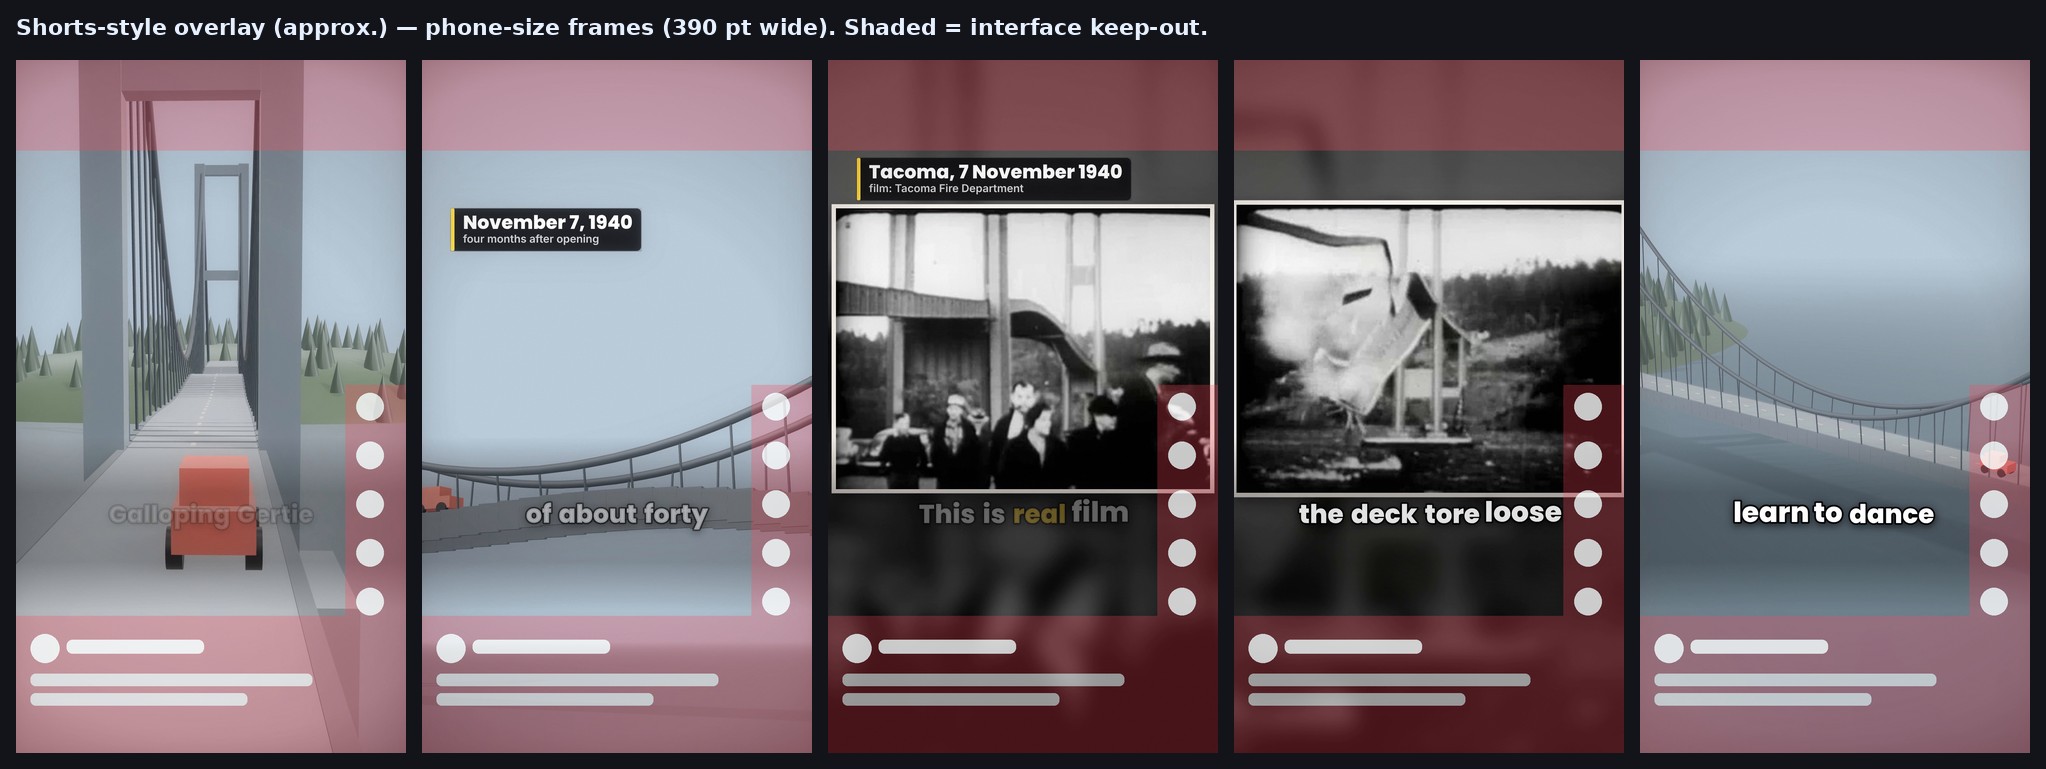 Shorts-style overlay (approx.) — phone-size frames (390 pt wide). Shaded = interface keep-out.
Galloping Gertie
November 7, 1940
four months after opening
of about forty
Tacoma, 7 November 1940
film: Tacoma Fire Department
This is real film
the deck tore loose
learn to dance